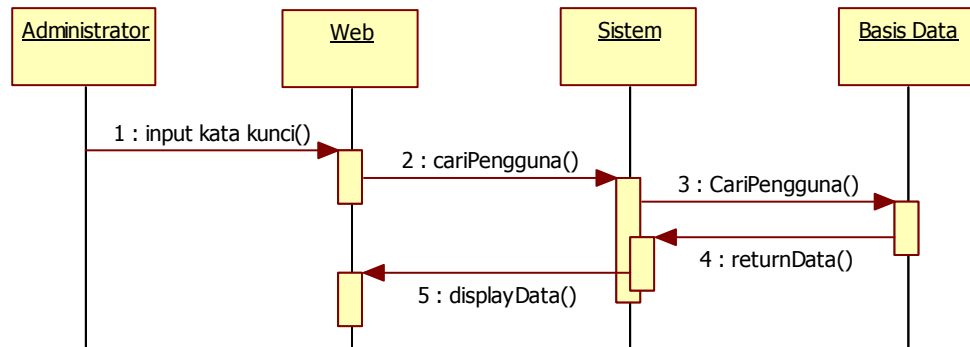 Administrator
Web
Sistem
Basis Data
1 : input kata kunci()
2 : cariPengguna()
3 : CariPengguna()
4 : returnData()
5 : displayData()